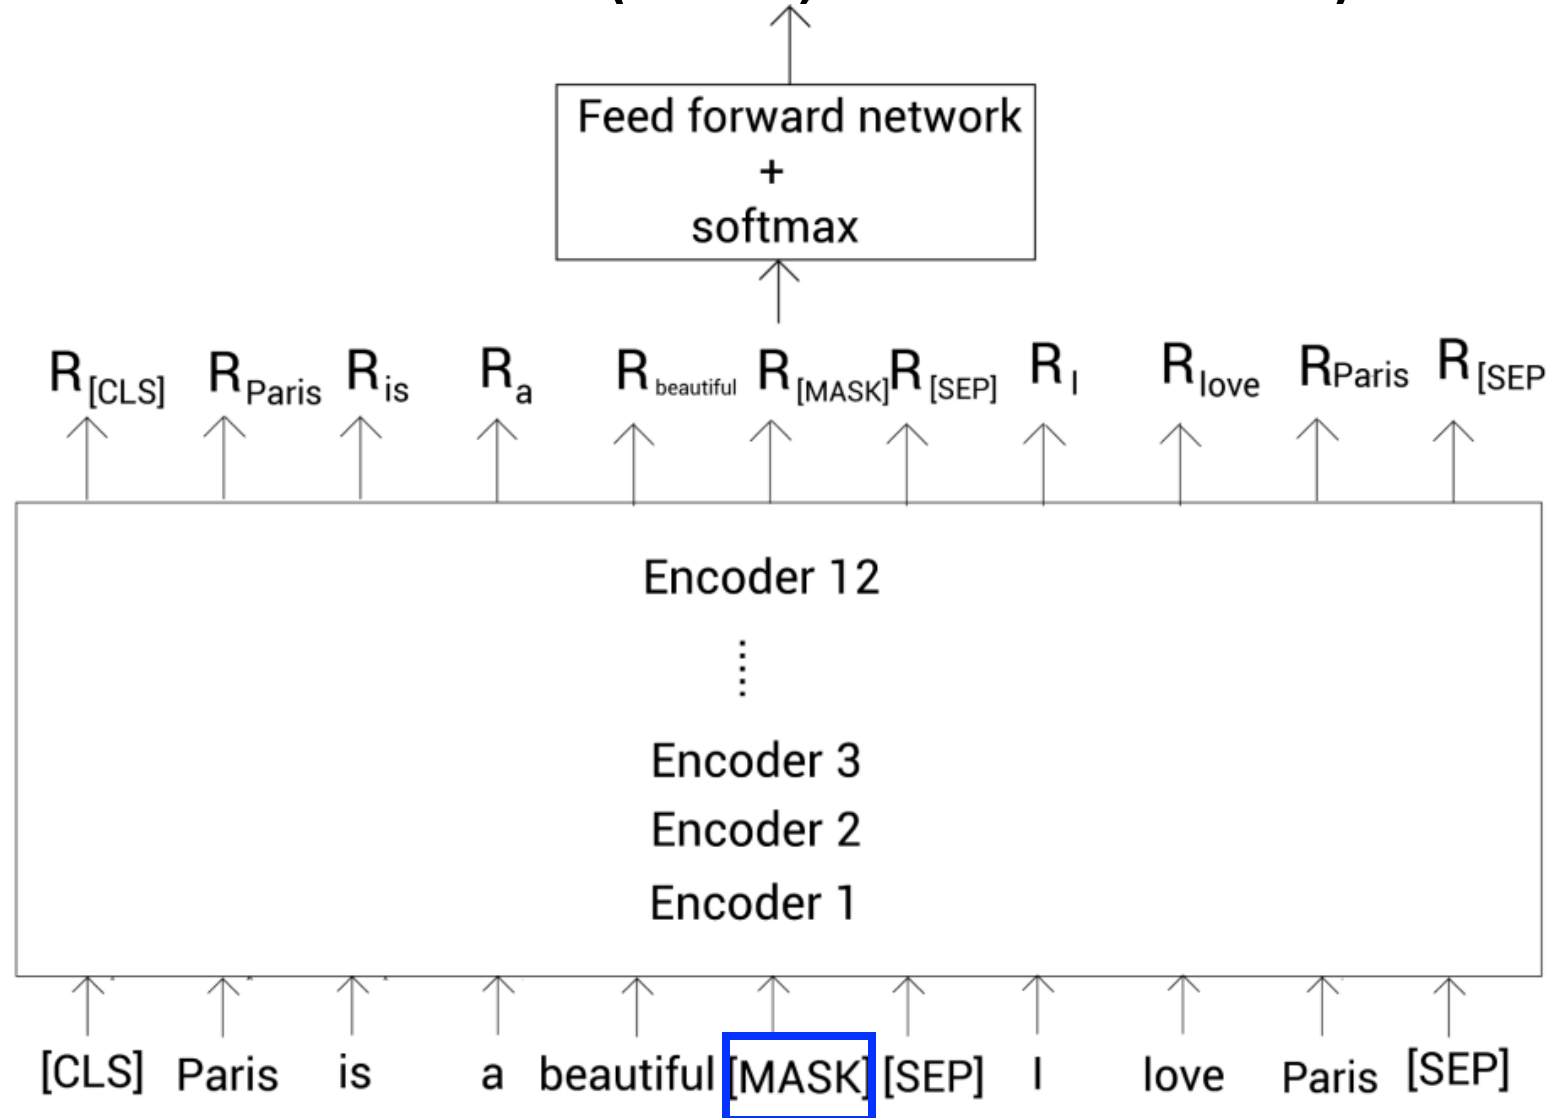 Feed forward network
+
softmax
R[CLS] RParis Ris Ra Rbeautiful R[MASK] R[SEP] RI Rlove RParis R[SEP
Encoder 12
Encoder 3
Encoder 2
Encoder 1
[CLS] Paris is a beautiful [MASK] [SEP] I love Paris [SEP]